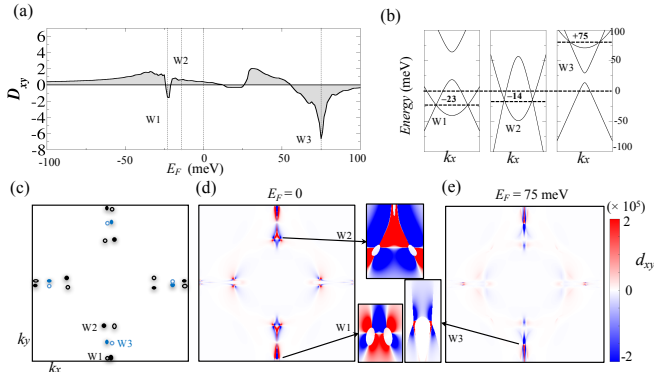 (a)
6
4
2
0
-2
-4
-6
-8
D_xy
W2
W1
W3
-100
-50
0
50
100
E_F (meV)
(b)
Energy (meV)
−23
W1
−14
W2
+75
W3
100
50
0
-50
-100
k_x
k_x
k_x
(c)
W2
W3
W1
k_y
k_x
(d)
E_F = 0
W2
W1
(e)
E_F = 75 meV
W3
(× 10^5)
2
0
-2
d_xy